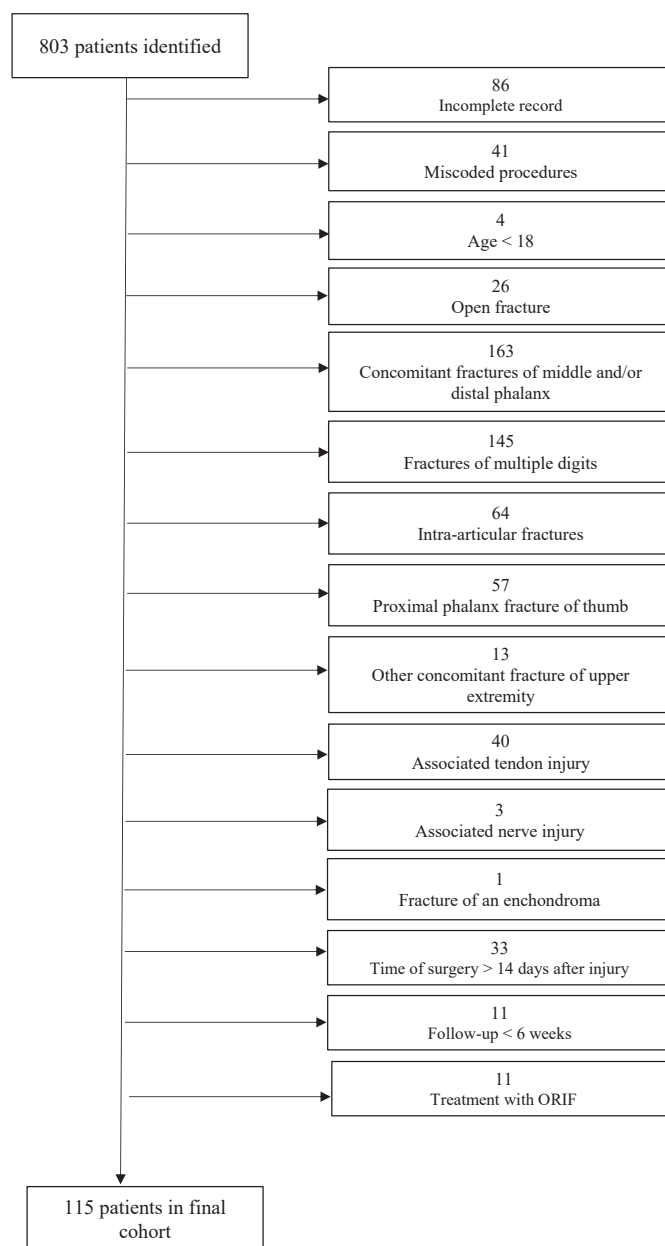 803 patients identified
86
Incomplete record
41
Miscoded procedures
4
Age < 18
26
Open fracture
163
Concomitant fractures of middle and/or
distal phalanx
145
Fractures of multiple digits
64
Intra-articular fractures
57
Proximal phalanx fracture of thumb
13
Other concomitant fracture of upper
extremity
40
Associated tendon injury
3
Associated nerve injury
1
Fracture of an enchondroma
33
Time of surgery > 14 days after injury
11
Follow-up < 6 weeks
11
Treatment with ORIF
115 patients in final
cohort